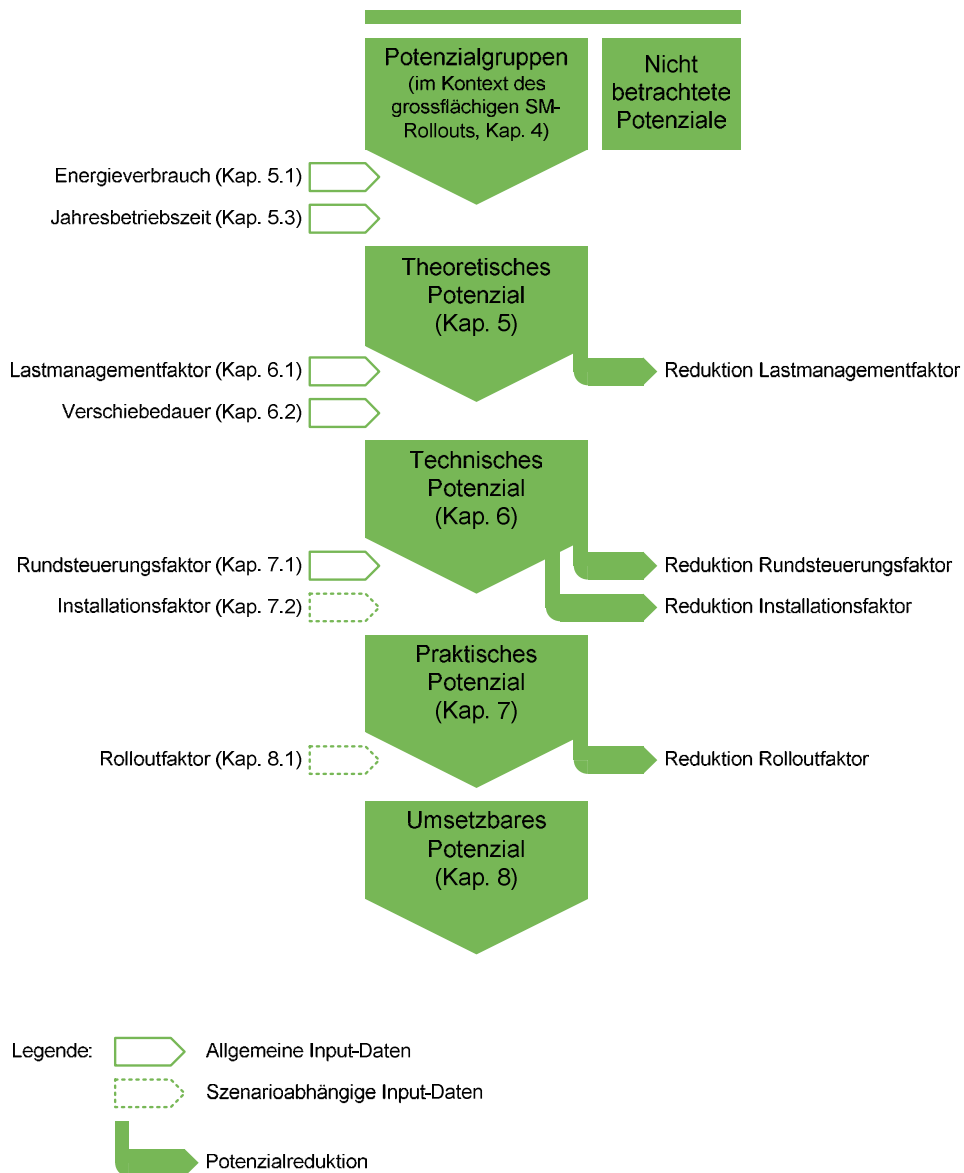 Potenzialgruppen
(im Kontext des
grossflächigen SM-
Rollouts, Kap. 4)
Nicht
betrachtete
Potenziale
Energieverbrauch (Kap. 5.1)
Jahresbetriebszeit (Kap. 5.3)
Theoretisches
Potenzial
(Kap. 5)
Lastmanagementfaktor (Kap. 6.1)
Reduktion Lastmanagementfaktor
Verschiebedauer (Kap. 6.2)
Technisches
Potenzial
(Kap. 6)
Rundsteuerungsfaktor (Kap. 7.1)
Reduktion Rundsteuerungsfaktor
Installationsfaktor (Kap. 7.2)
Reduktion Installationsfaktor
Praktisches
Potenzial
(Kap. 7)
Rolloutfaktor (Kap. 8.1)
Reduktion Rolloutfaktor
Umsetzbares
Potenzial
(Kap. 8)
Legende:
Allgemeine Input-Daten
Szenarioabhängige Input-Daten
Potenzialreduktion